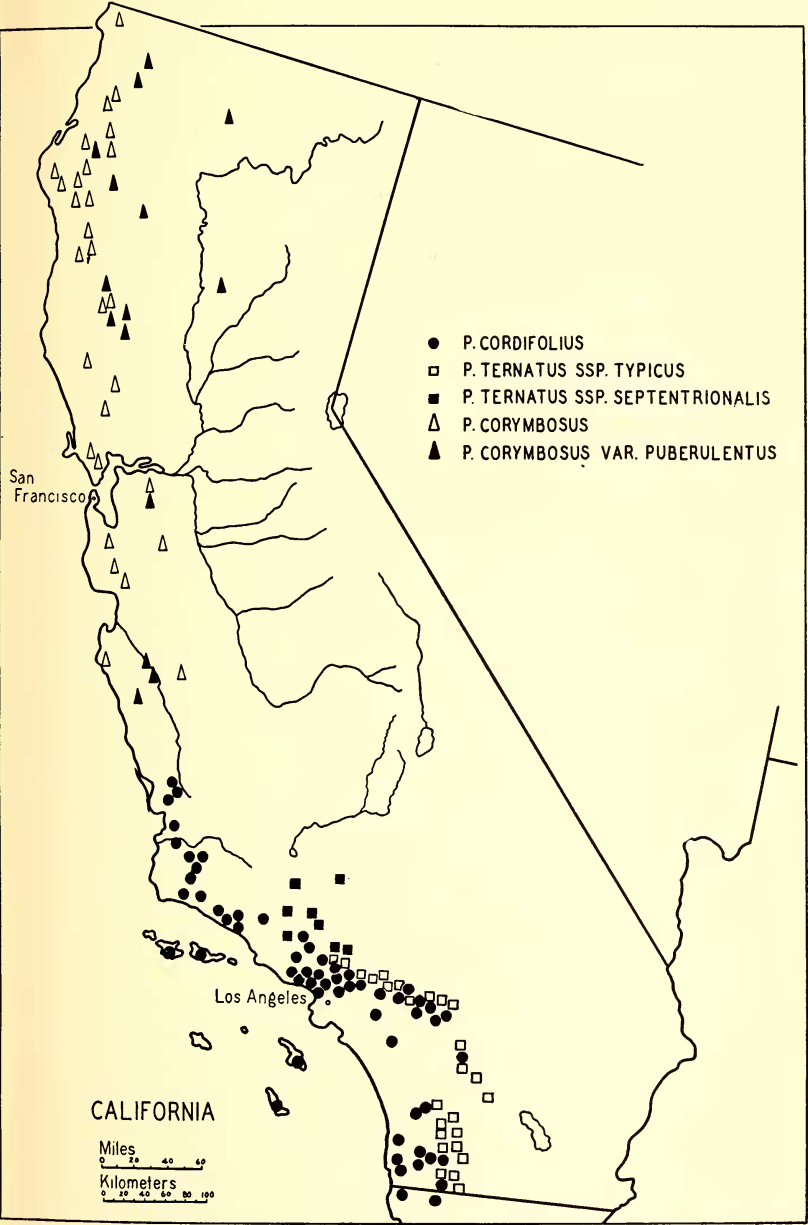 P. CORDIFOLIUS
P. TERNATUS SSP. TYPICUS
P. TERNATUS SSP. SEPTENTRIONALIS
P. CORYMBOSUS
P. CORYMBOSUS VAR. PUBERULENTUS
San
Francisco
Los Angeles
CALIFORNIA
Miles
0 20 40 60
Kilometers
0 20 40 60 80 100